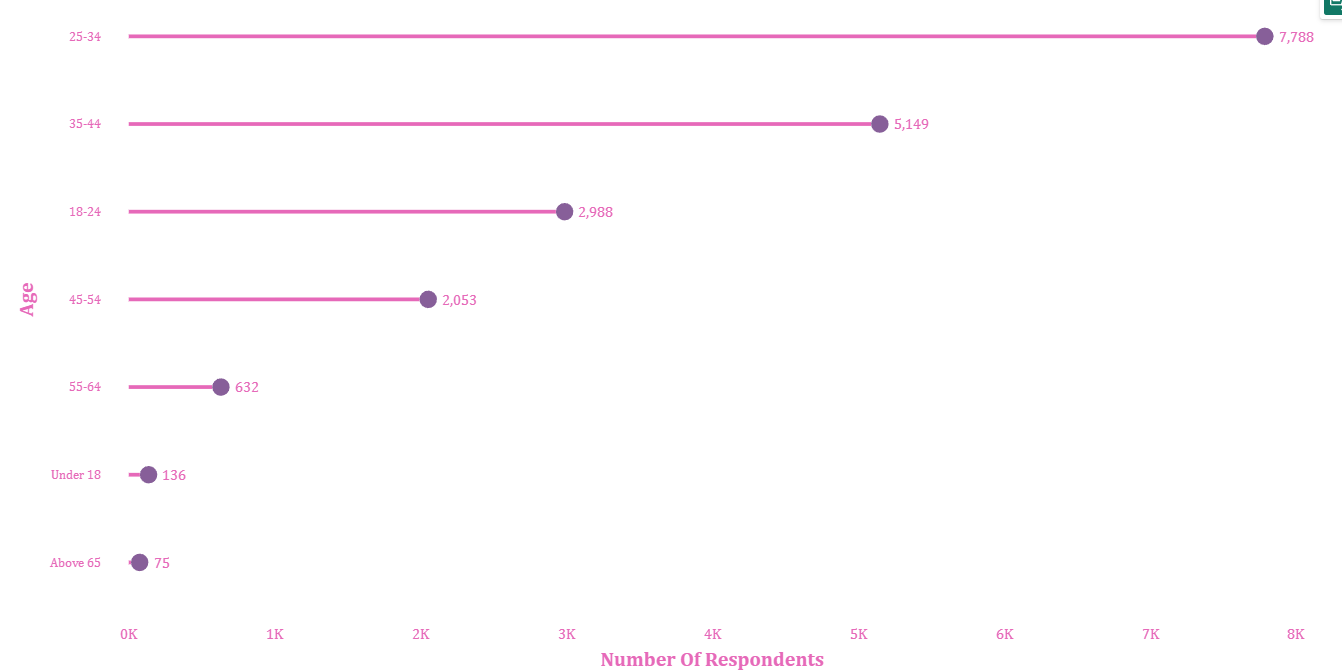 25-34
7,788
35-44
5,149
18-24
2,988
45-54
2,053
Age
55-64
632
Under 18
136
Above 65
75
0K 1K 2K 3K 4K 5K 6K 7K 8K
Number Of Respondents